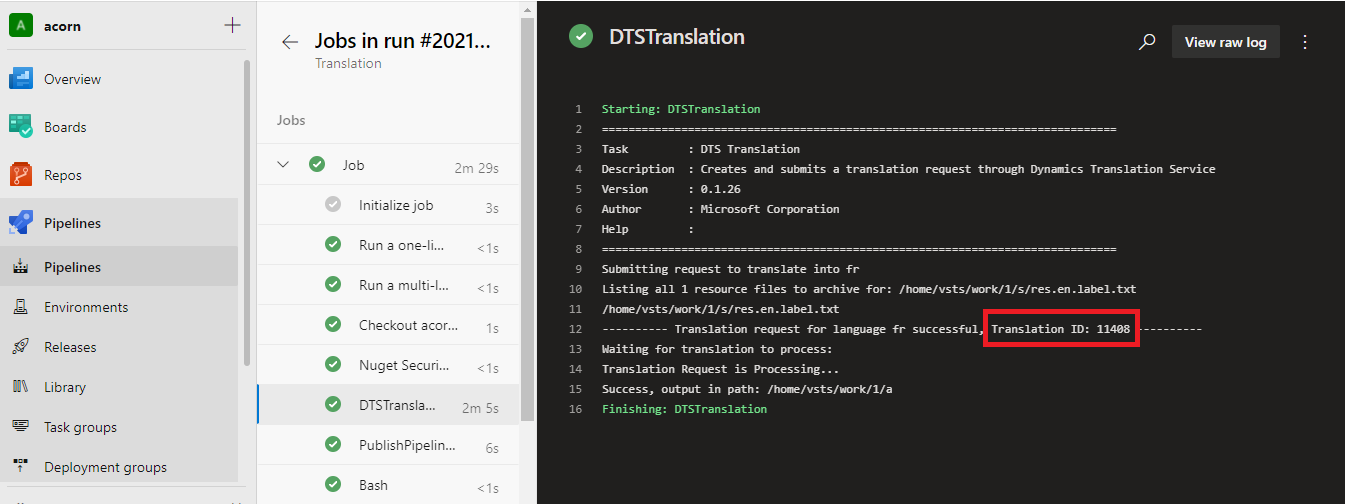 A acorn
Overview
Boards
Repos
Pipelines
Pipelines
Environments
Releases
Library
Task groups
Deployment groups
Jobs in run #2021...
Translation
Jobs
Job 2m 29s
Initialize job 3s
Run a one-li... <1s
Run a multi-l... <1s
Checkout acor... 1s
Nuget Securi... <1s
DTSTransla... 2m 5s
PublishPipelin... 6s
Bash <1s
DTSTranslation
View raw log
1 Starting: DTSTranslation
2 ==============================================================================
3 Task : DTS Translation
4 Description : Creates and submits a translation request through Dynamics Translation Service
5 Version : 0.1.26
6 Author : Microsoft Corporation
7 Help :
8 ==============================================================================
9 Submitting request to translate into fr
10 Listing all 1 resource files to archive for: /home/vsts/work/1/s/res.en.label.txt
11 /home/vsts/work/1/s/res.en.label.txt
12 ---------- Translation request for language fr successful, Translation ID: 11408 ----------
13 Waiting for translation to process:
14 Translation Request is Processing...
15 Success, output in path: /home/vsts/work/1/a
16 Finishing: DTSTranslation